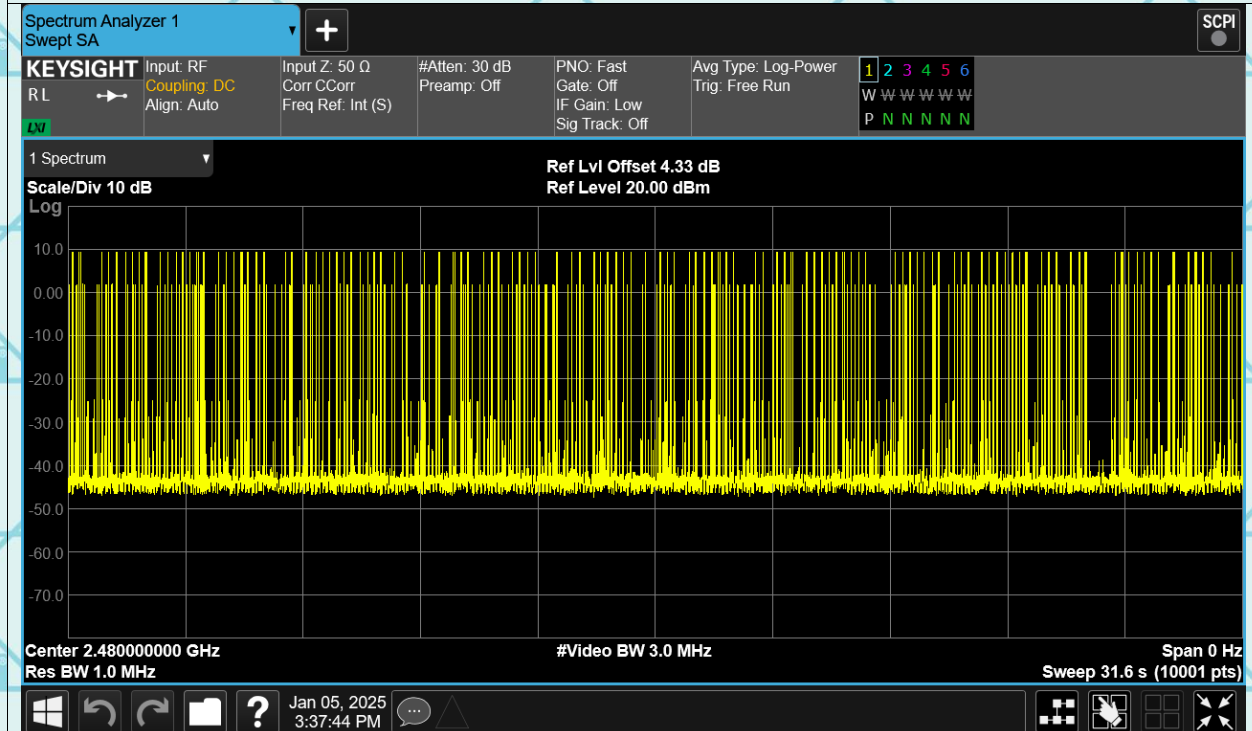 Spectrum Analyzer 1
Swept SA
SCPI
KEYSIGHT
R L
LXI
Input: RF
Coupling: DC
Align: Auto
Input Z: 50 Ω
Corr CCorr
Freq Ref: Int (S)
#Atten: 30 dB
Preamp: Off
PNO: Fast
Gate: Off
IF Gain: Low
Sig Track: Off
Avg Type: Log-Power
Trig: Free Run
1 2 3 4 5 6
W W W W W W
P N N N N N
1 Spectrum
Scale/Div 10 dB
Ref Lvl Offset 4.33 dB
Ref Level 20.00 dBm
Log
10.0
0.00
-10.0
-20.0
-30.0
-40.0
-50.0
-60.0
-70.0
Center 2.480000000 GHz
#Video BW 3.0 MHz
Span 0 Hz
Res BW 1.0 MHz
Sweep 31.6 s (10001 pts)
?
Jan 05, 2025
3:37:44 PM